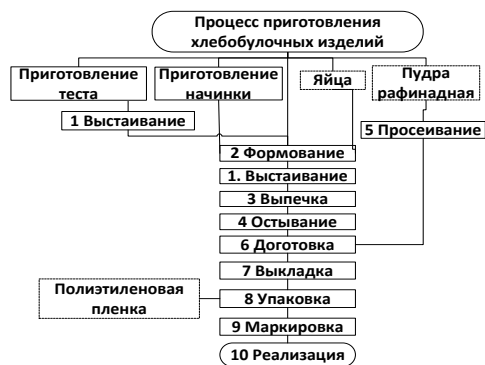 Процесс приготовления
хлебобулочных изделий
Приготовление
теста
Приготовление
начинки
Яйца
Пудра
рафинадная
1 Выстаивание
5 Просеивание
2 Формование
1. Выстаивание
3 Выпечка
4 Остывание
6 Доготовка
7 Выкладка
Полиэтиленовая
пленка
8 Упаковка
9 Маркировка
10 Реализация